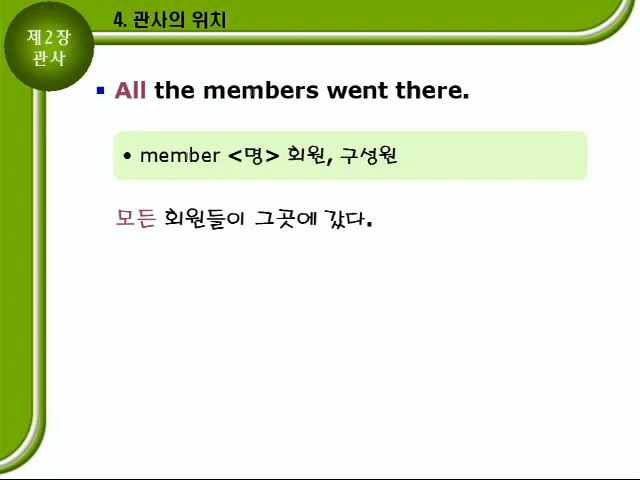 제2장
관사
4. 관사의 위치
▪ All the members went there.
• member <명> 회원, 구성원
모든 회원들이 그곳에 갔다.